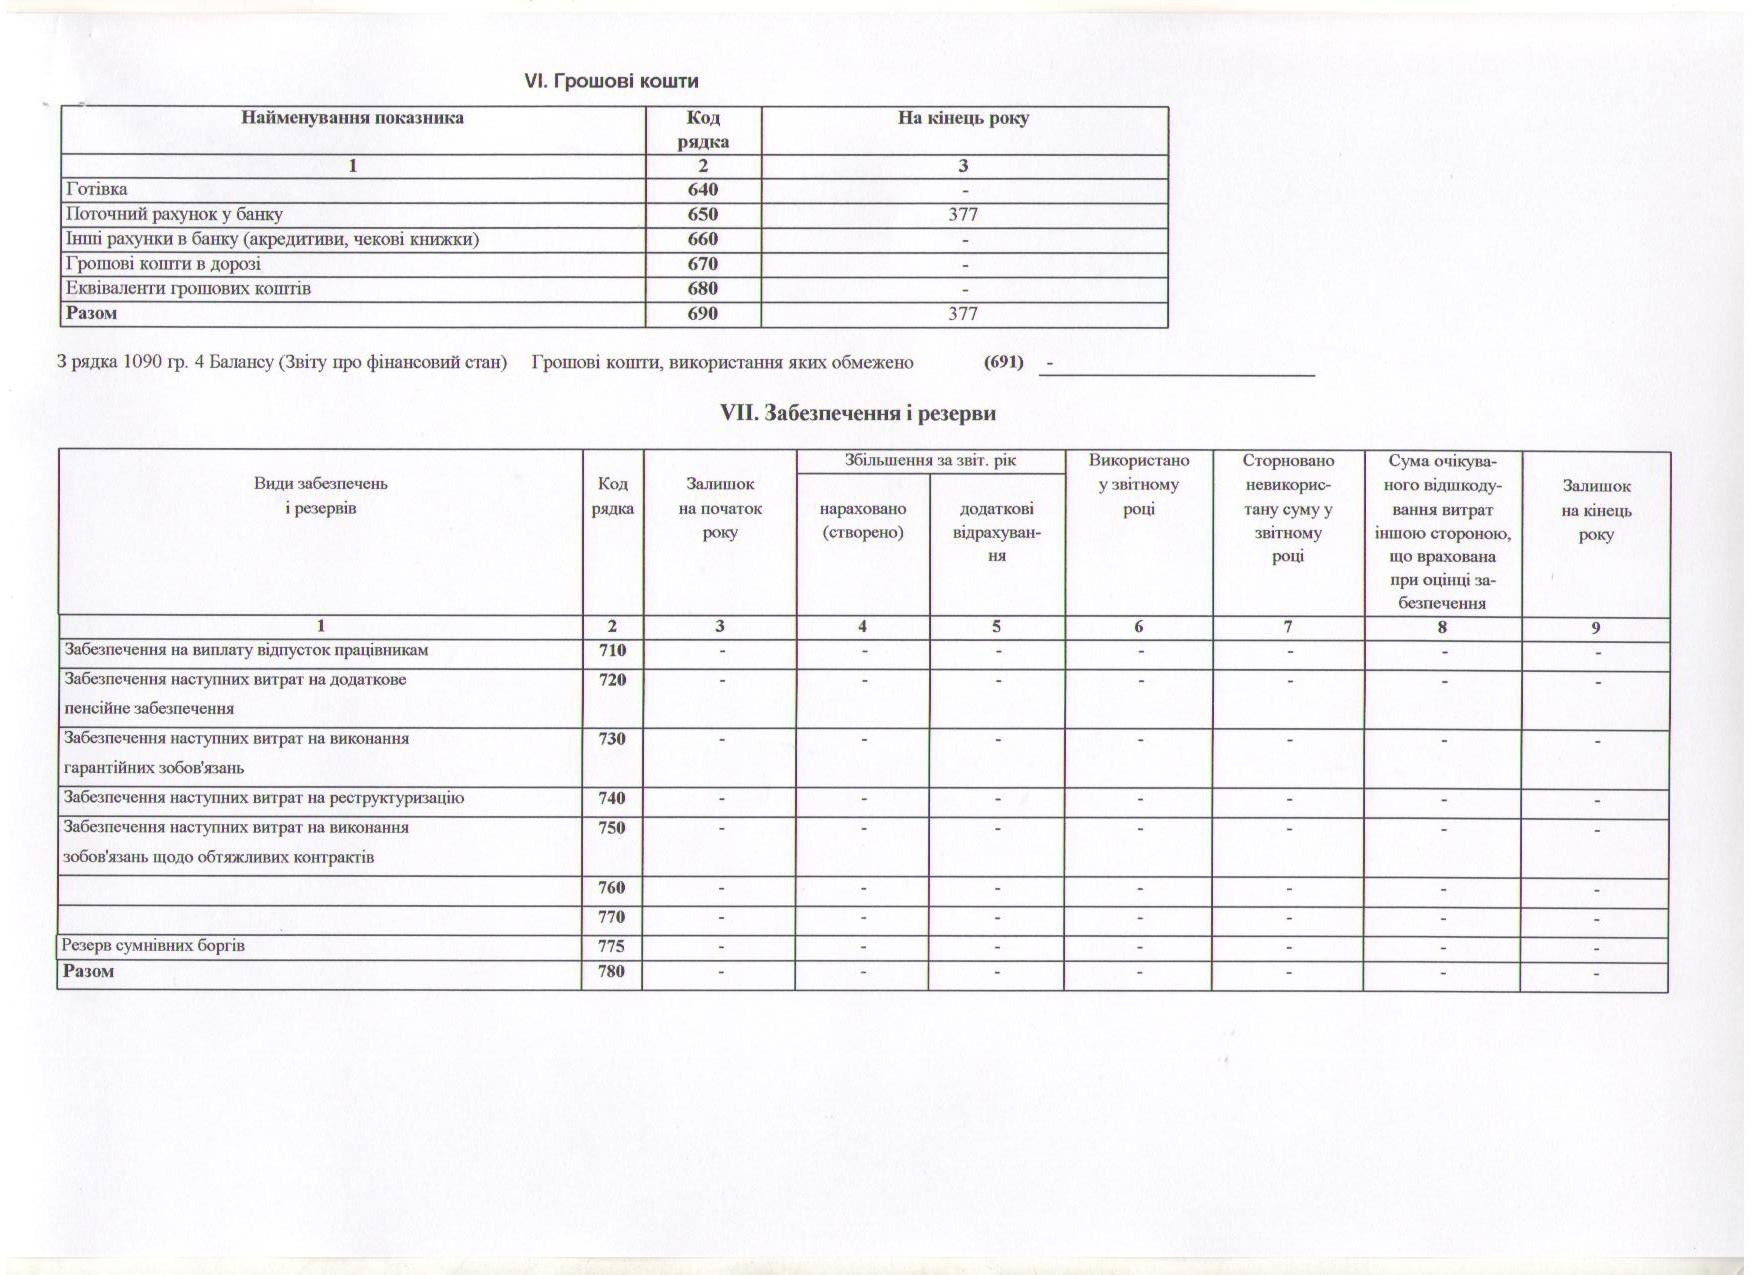 VI. Грошові кошти
Найменування показника Код рядка На кінець року
1 2 3
Готівка 640 -
Поточний рахунок у банку 650 377
Інші рахунки в банку (акредитиви, чекові книжки) 660 -
Грошові кошти в дорозі 670 -
Еквіваленти грошових коштів 680 -
Разом 690 377
З рядка 1090 гр. 4 Балансу (Звіту про фінансовий стан) Грошові кошти, використання яких обмежено (691) -
VII. Забезпечення і резерви
Види забезпечень
і резервів
Код
рядка
Залишок
на початок
року
Збільшення за звіт. рік
нараховано
(створено)
додаткові
відрахуван-
ня
Використано
у звітному
році
Сторновано
невикорис-
тану суму у
звітному
році
Сума очікува-
ного відшкоду-
вання витрат
іншою стороною,
що врахована
при оцінці за-
безпечення
Залишок
на кінець
року
1 2 3 4 5 6 7 8 9
Забезпечення на виплату відпусток працівникам 710 - - - - - - -
Забезпечення наступних витрат на додаткове 720 - - - - - - -
пенсійне забезпечення
Забезпечення наступних витрат на виконання 730 - - - - - - -
гарантійних зобов'язань
Забезпечення наступних витрат на реструктуризацію 740 - - - - - - -
Забезпечення наступних витрат на виконання 750 - - - - - - -
зобов'язань щодо обтяжливих контрактів
760 - - - - - - -
770 - - - - - - -
Резерв сумнівних боргів 775 - - - - - - -
Разом 780 - - - - - - -